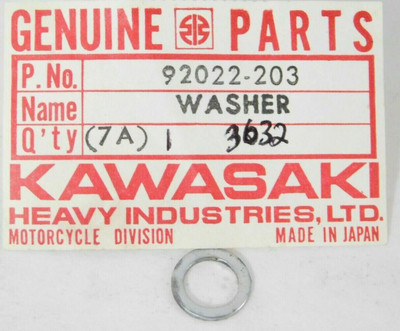 GENUINE PARTS
P. No. 92022-203
Name WASHER
Q'ty (7A) 1 3632
KAWASAKI
HEAVY INDUSTRIES, LTD.
MOTORCYCLE DIVISION MADE IN JAPAN